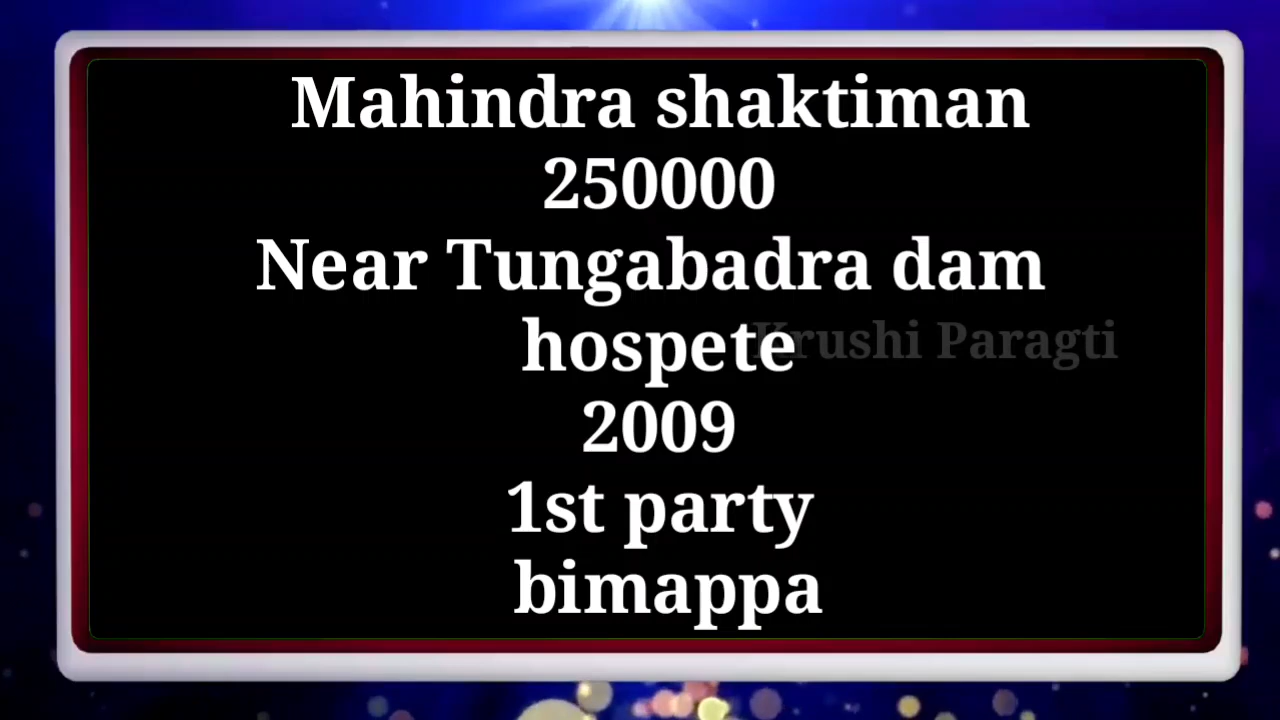 Mahindra shaktiman
250000
Near Tungabadra dam
hospete
Krushi Paragti
2009
1st party
bimappa